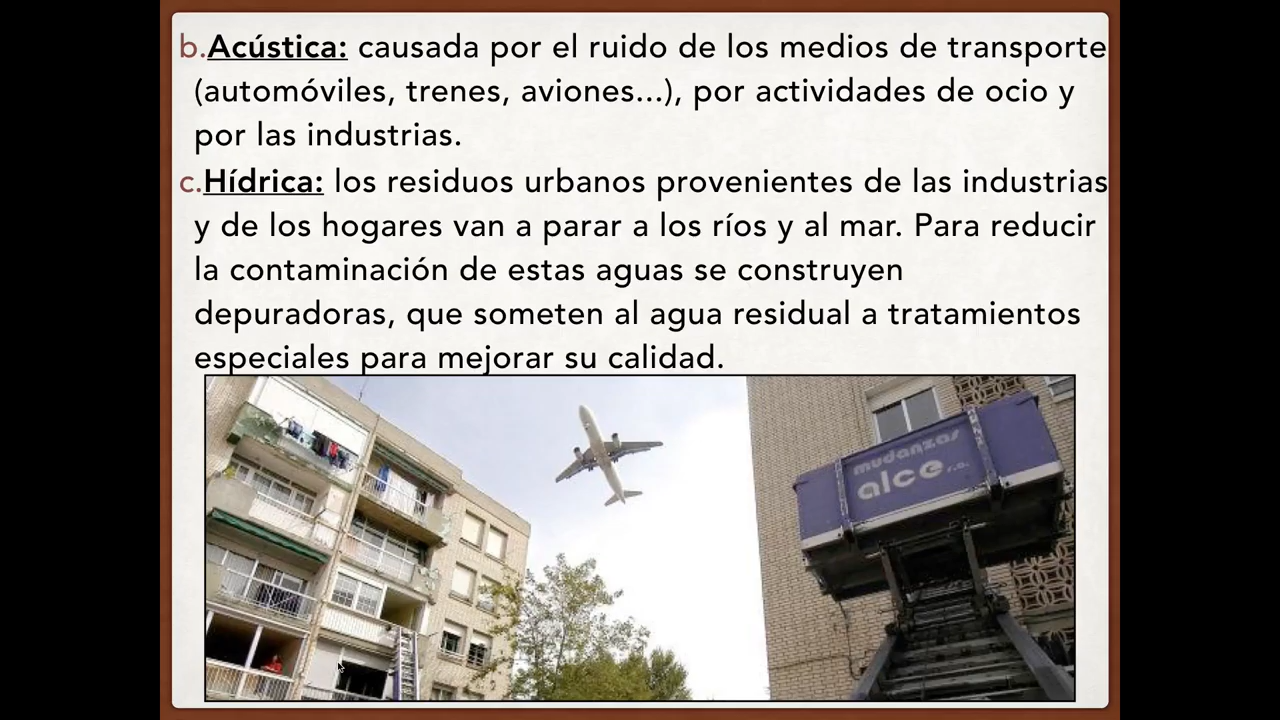 b.Acústica: causada por el ruido de los medios de transporte
(automóviles, trenes, aviones...), por actividades de ocio y
por las industrias.
c.Hídrica: los residuos urbanos provenientes de las industrias
y de los hogares van a parar a los ríos y al mar. Para reducir
la contaminación de estas aguas se construyen
depuradoras, que someten al agua residual a tratamientos
especiales para mejorar su calidad.
mudanzas
alce s.a.